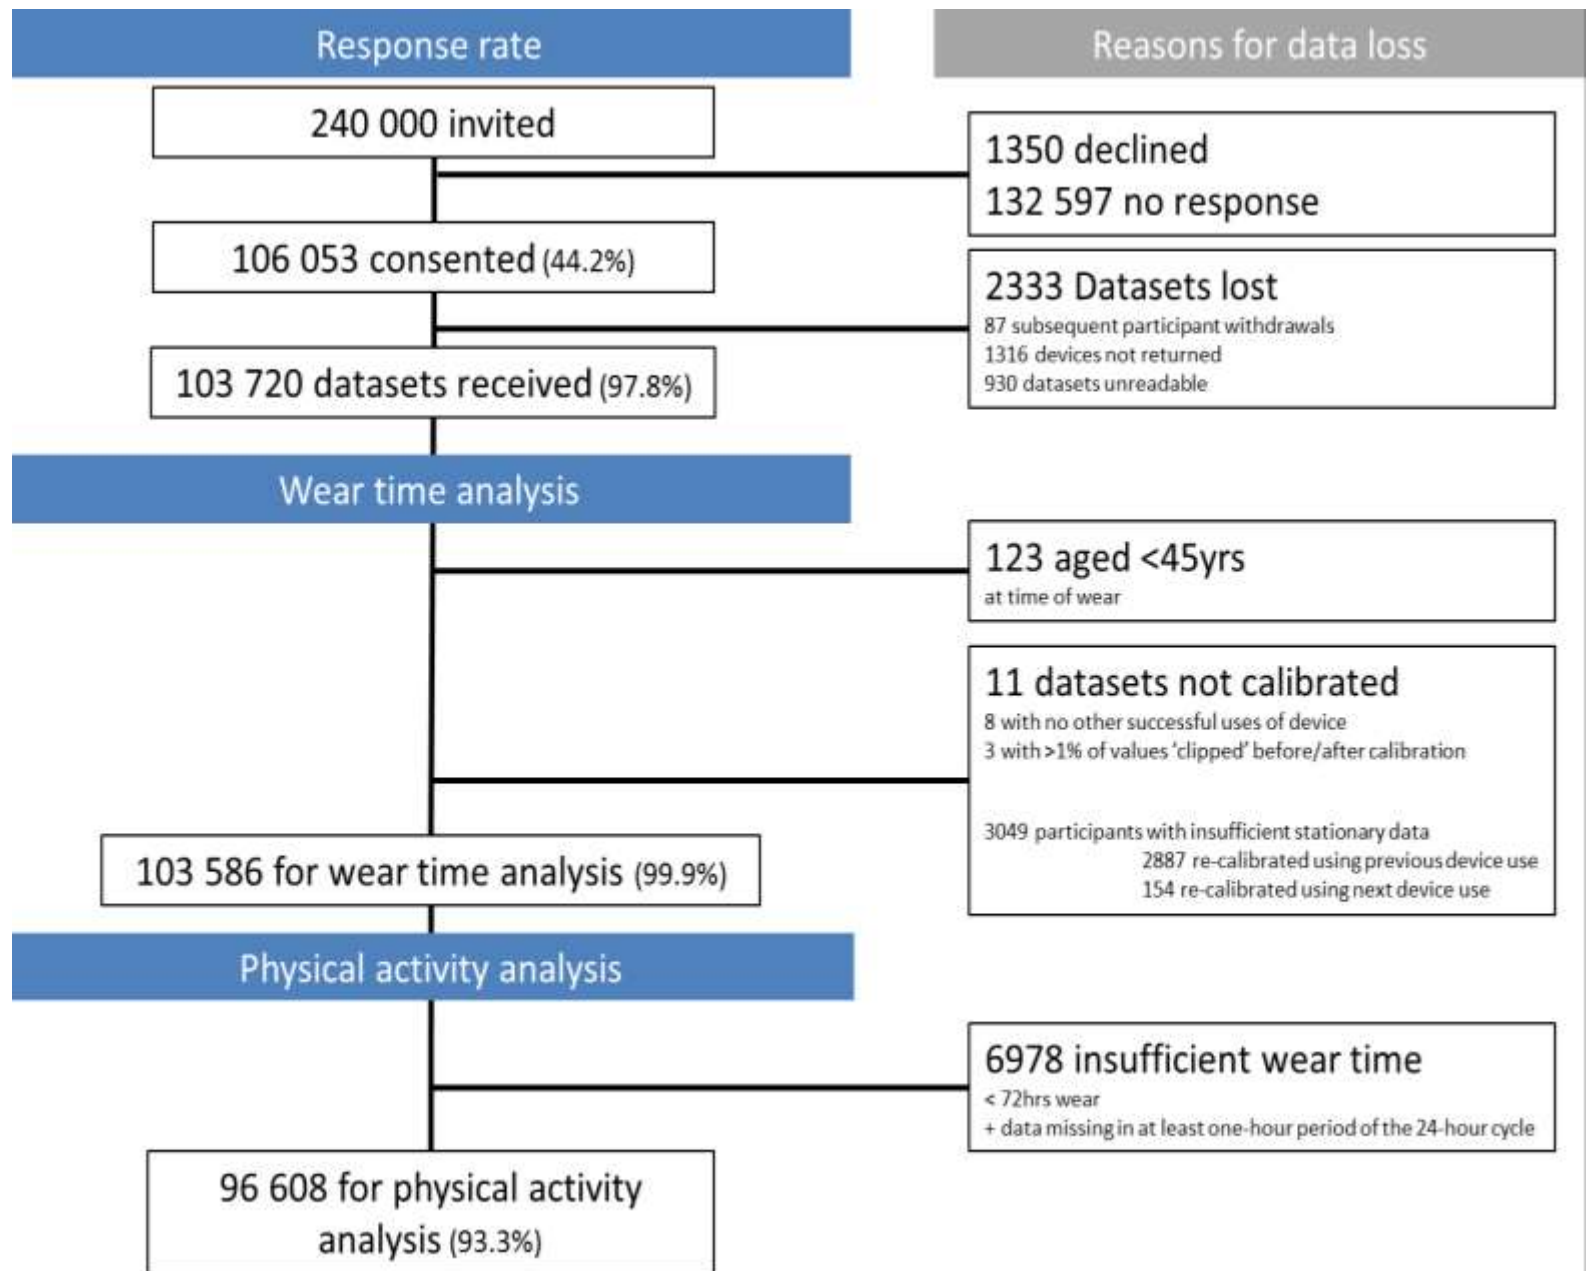 Response rate
Reasons for data loss
240 000 invited
1350 declined
132 597 no response
106 053 consented (44.2%)
2333 Datasets lost
87 subsequent participant withdrawals
1316 devices not returned
930 datasets unreadable
103 720 datasets received (97.8%)
Wear time analysis
123 aged <45yrs
at time of wear
11 datasets not calibrated
8 with no other successful uses of device
3 with >1% of values ‘clipped’ before/after calibration
3049 participants with insufficient stationary data
2887 re-calibrated using previous device use
154 re-calibrated using next device use
103 586 for wear time analysis (99.9%)
Physical activity analysis
6978 insufficient wear time
< 72hrs wear
+ data missing in at least one-hour period of the 24-hour cycle
96 608 for physical activity
analysis (93.3%)